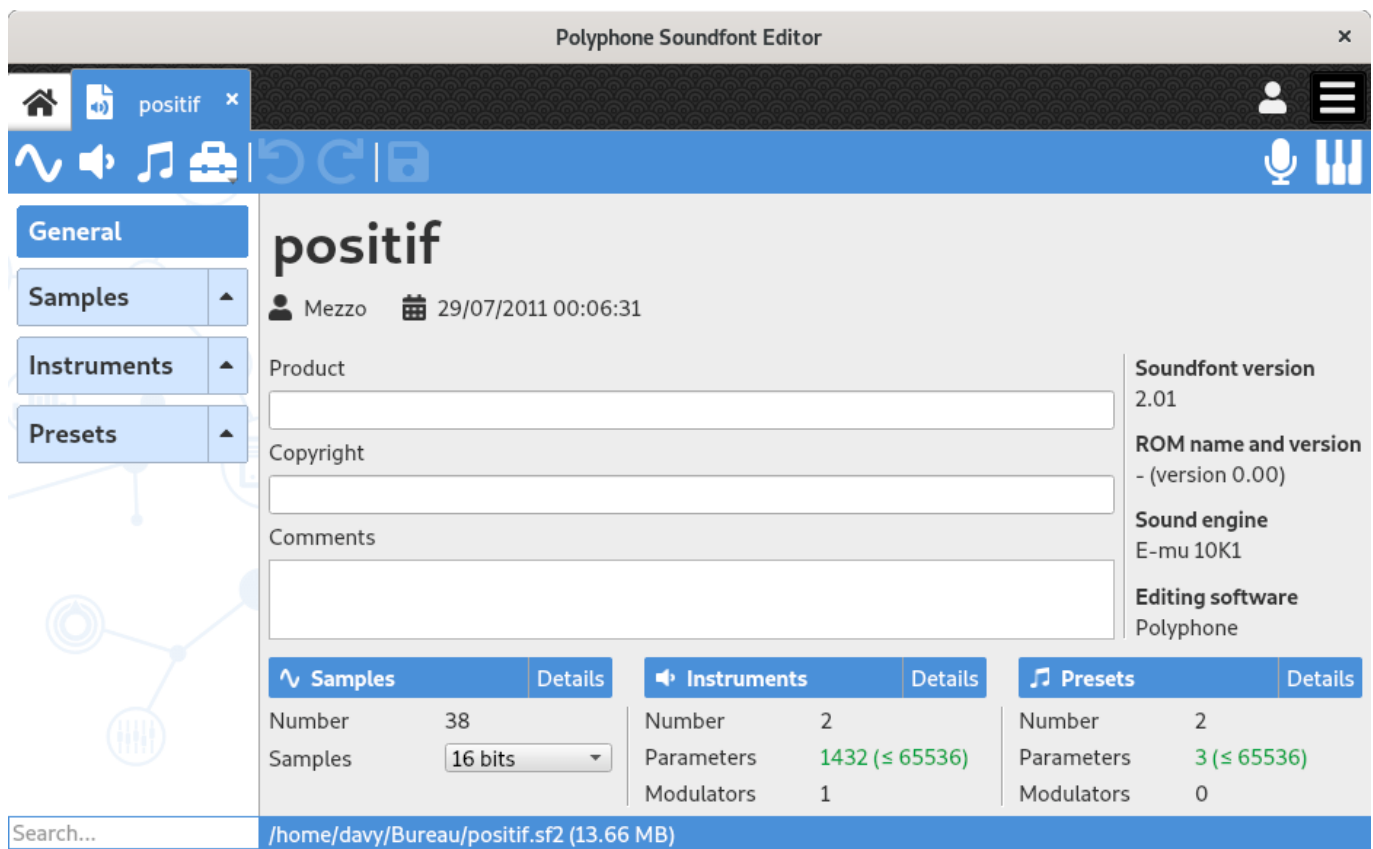 Polyphone Soundfont Editor
positif
General
Samples
Instruments
Presets
positif
Mezzo 29/07/2011 00:06:31
Product
Copyright
Comments
Soundfont version
2.01
ROM name and version
- (version 0.00)
Sound engine
E-mu 10K1
Editing software
Polyphone
Samples Details
Number 38
Samples 16 bits
Instruments Details
Number 2
Parameters 1432 (≤ 65536)
Modulators 1
Presets Details
Number 2
Parameters 3 (≤ 65536)
Modulators 0
Search...
/home/davy/Bureau/positif.sf2 (13.66 MB)